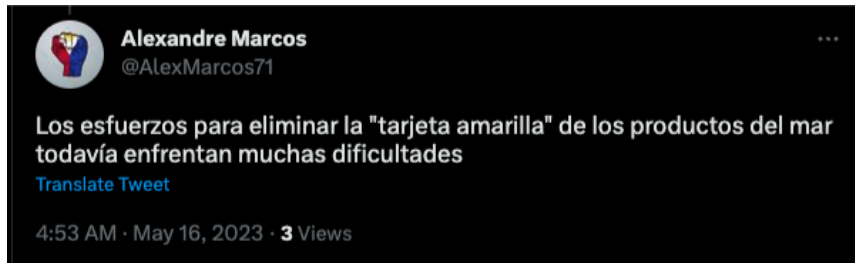 Alexandre Marcos
@AlexMarcos71
Los esfuerzos para eliminar la "tarjeta amarilla" de los productos del mar
todavía enfrentan muchas dificultades
Translate Tweet
4:53 AM · May 16, 2023 · 3 Views